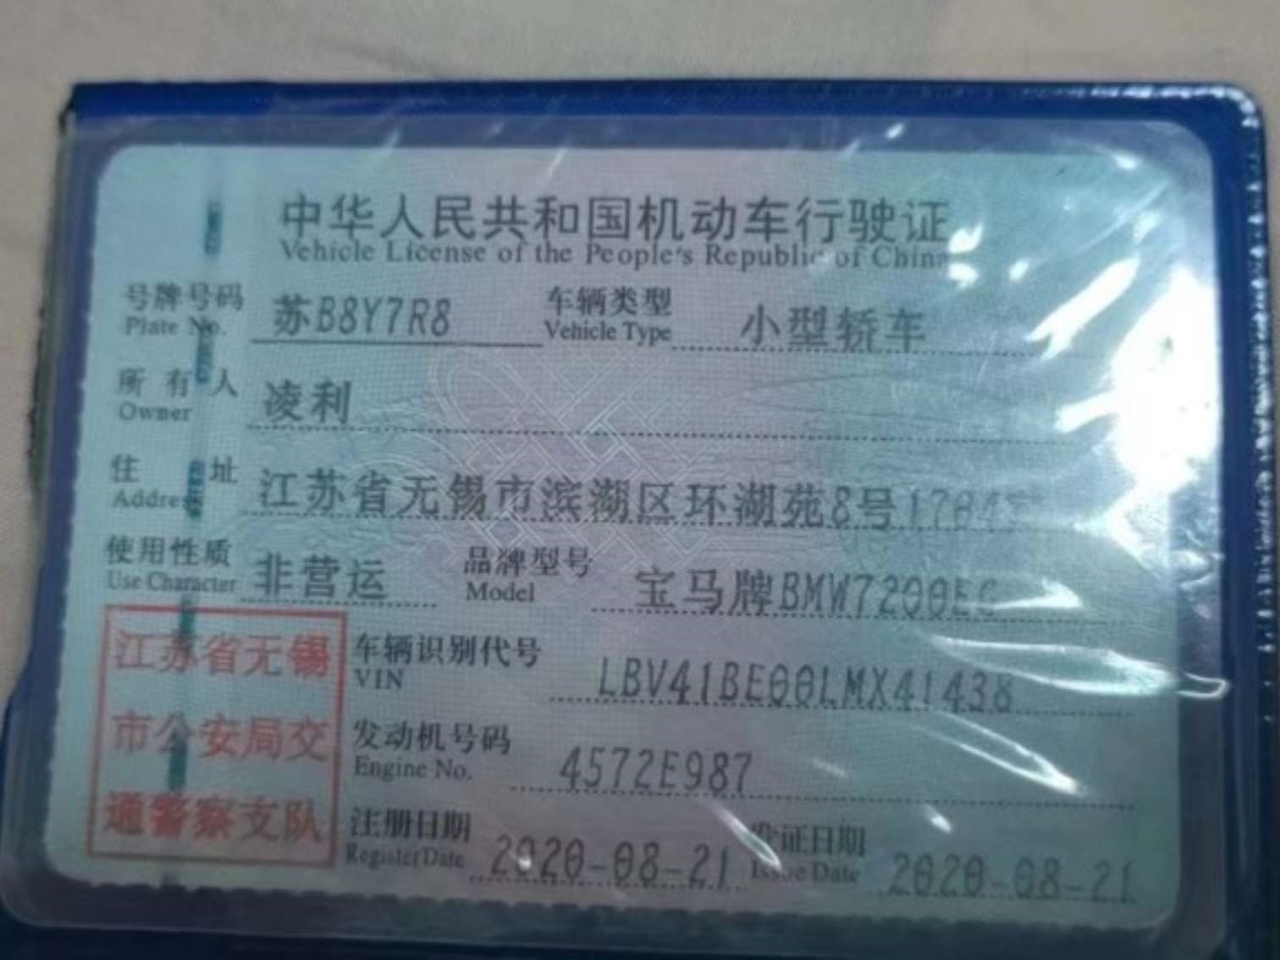 中华人民共和国机动车行驶证
Vehicle License of the People's Republic of China
号牌号码 苏B8Y7R8 车辆类型 小型轿车
Plate No. Vehicle Type
所有人 凌利
Owner
住址 江苏省无锡市滨湖区环湖苑8号1704
Address
使用性质 非营运 品牌型号 宝马牌BMW7200EG
Use Character Model
江苏省无锡
市公安局交
通警察支队
车辆识别代号 LBV41BE00LMX41438
VIN
发动机号码 4572E987
Engine No.
注册日期 2020-08-21 发证日期 2020-08-21
Register Date Issue Date